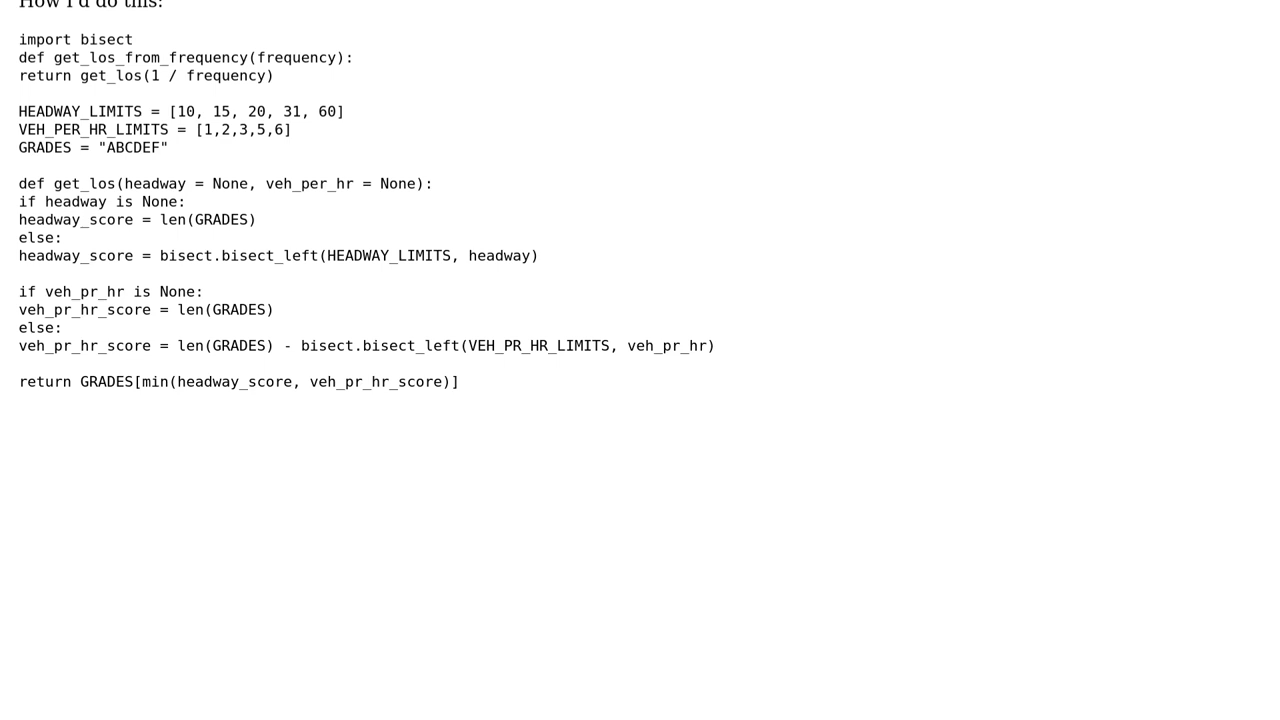 How I'd do this:
import bisect
def get_los_from_frequency(frequency):
return get_los(1 / frequency)
HEADWAY_LIMITS = [10, 15, 20, 31, 60]
VEH_PER_HR_LIMITS = [1,2,3,5,6]
GRADES = "ABCDEF"
def get_los(headway = None, veh_per_hr = None):
if headway is None:
headway_score = len(GRADES)
else:
headway_score = bisect.bisect_left(HEADWAY_LIMITS, headway)
if veh_pr_hr is None:
veh_pr_hr_score = len(GRADES)
else:
veh_pr_hr_score = len(GRADES) - bisect.bisect_left(VEH_PR_HR_LIMITS, veh_pr_hr)
return GRADES[min(headway_score, veh_pr_hr_score)]